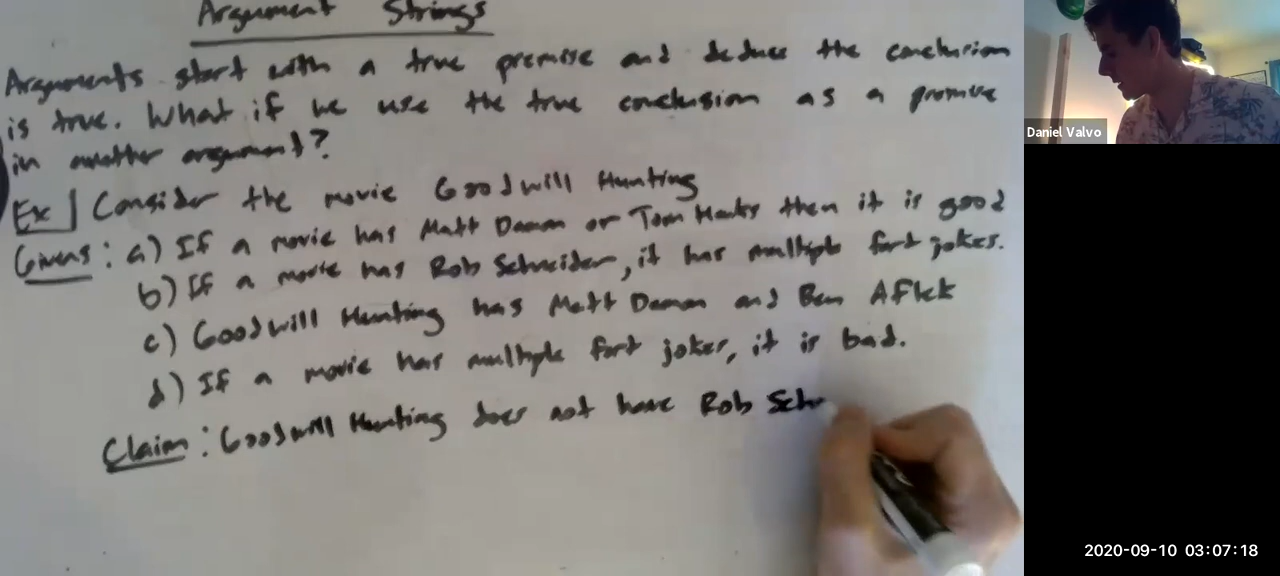 Argument Strings
Arguments start with a true premise and deduce the conclusion
is true. What if we use the true conclusion as a premise
in another argument?
Ex] Consider the movie Goodwill Hunting
Givens: a) If a movie has Matt Damon or Tom Hanks then it is good
b) If a movie has Rob Schneider, it has multiple fart jokes.
c) Goodwill Hunting has Matt Damon and Ben Afleck
d) If a movie has multiple fart jokes, it is bad.
Claim: Goodwill Hunting does not have Rob Sch
Daniel Valvo
2020-09-10 03:07:18